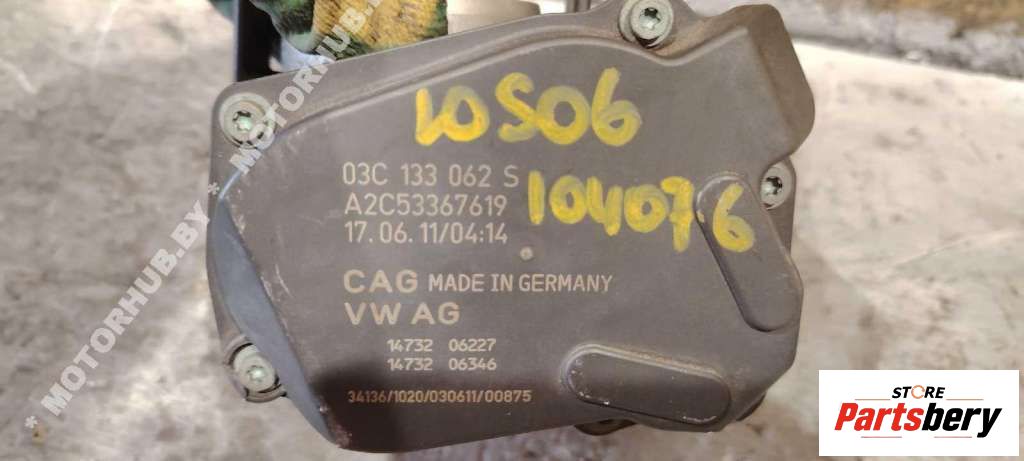 LOS06
03C 133 062 S
104076
A2C53367619
17.06.11/04:14
CAG MADE IN GERMANY
VW AG
14732 06227
14732 06346
34136/1020/030611/00875
* MOTORHUB.BY * MOTORHUB.BY
STORE
Partsbery